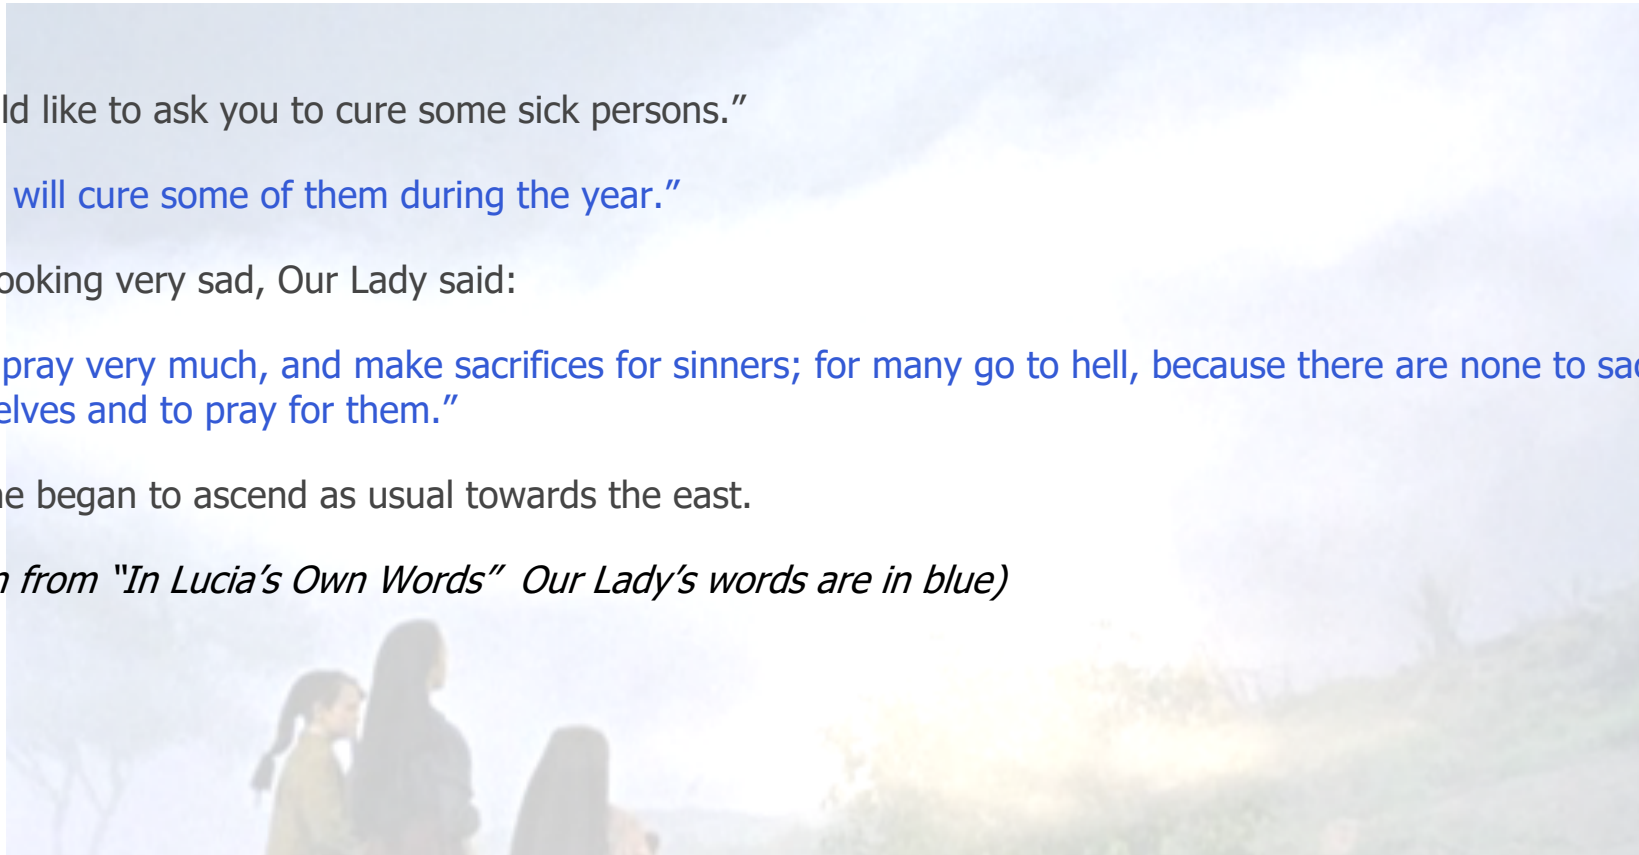 ld like to ask you to cure some sick persons.”
will cure some of them during the year.”
ooking very sad, Our Lady said:
pray very much, and make sacrifices for sinners; for many go to hell, because there are none to sac
elves and to pray for them.”
e began to ascend as usual towards the east.
n from “In Lucia’s Own Words” Our Lady’s words are in blue)